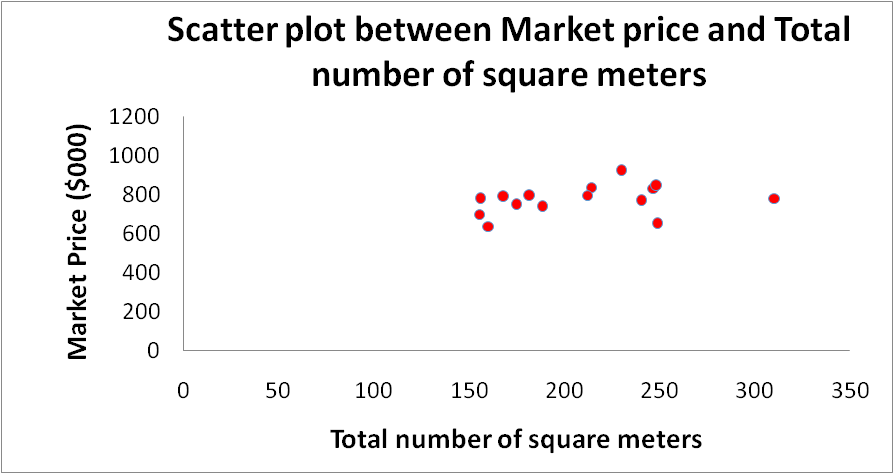 Scatter plot between Market price and Total
number of square meters
Market Price ($000)
1200
1000
800
600
400
200
0
0 50 100 150 200 250 300 350
Total number of square meters